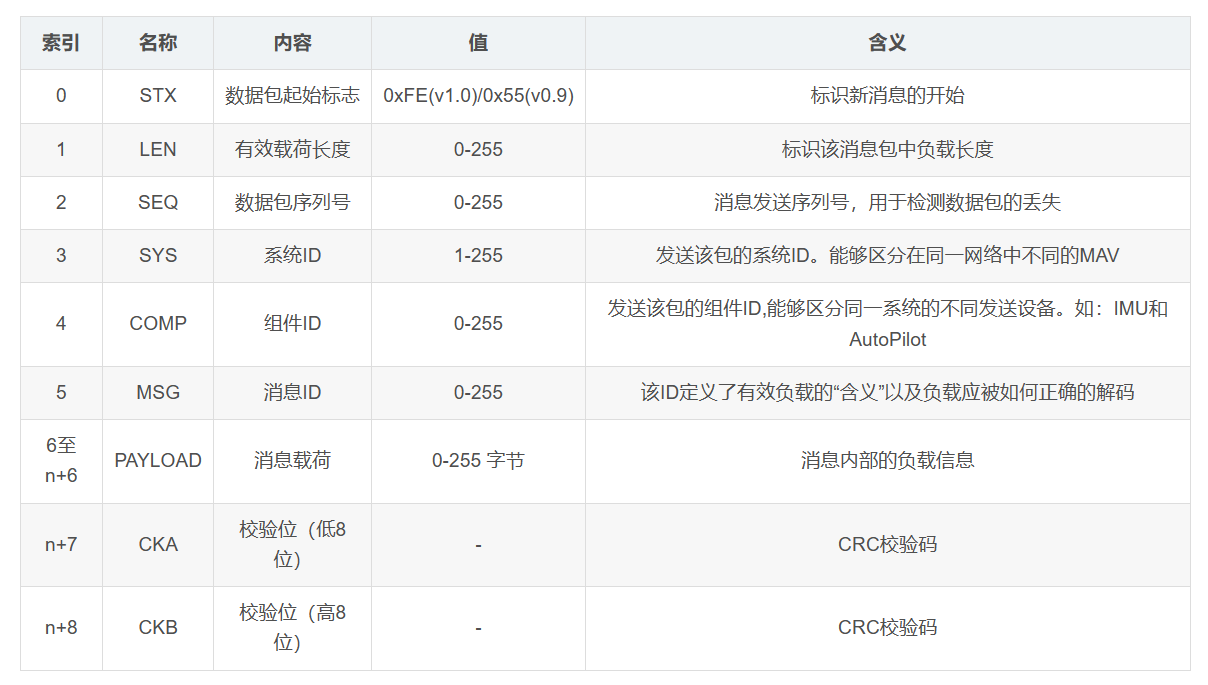 索引 名称 内容 值 含义
0 STX 数据包起始标志 0xFE(v1.0)/0x55(v0.9) 标识新消息的开始
1 LEN 有效载荷长度 0-255 标识该消息包中负载长度
2 SEQ 数据包序列号 0-255 消息发送序列号，用于检测数据包的丢失
3 SYS 系统ID 1-255 发送该包的系统ID。能够区分在同一网络中不同的MAV
4 COMP 组件ID 0-255 发送该包的组件ID,能够区分同一系统的不同发送设备。如：IMU和
AutoPilot
5 MSG 消息ID 0-255 该ID定义了有效负载的“含义”以及负载应被如何正确的解码
6至
n+6 PAYLOAD 消息载荷 0-255 字节 消息内部的负载信息
n+7 CKA 校验位（低8
位） - CRC校验码
n+8 CKB 校验位（高8
位） - CRC校验码